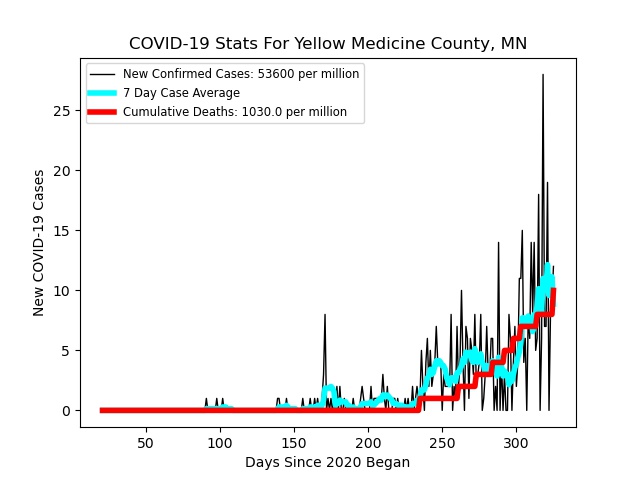 COVID-19 Stats For Yellow Medicine County, MN
New Confirmed Cases: 53600 per million
7 Day Case Average
Cumulative Deaths: 1030.0 per million
New COVID-19 Cases
25
20
15
10
5
0
50 100 150 200 250 300
Days Since 2020 Began